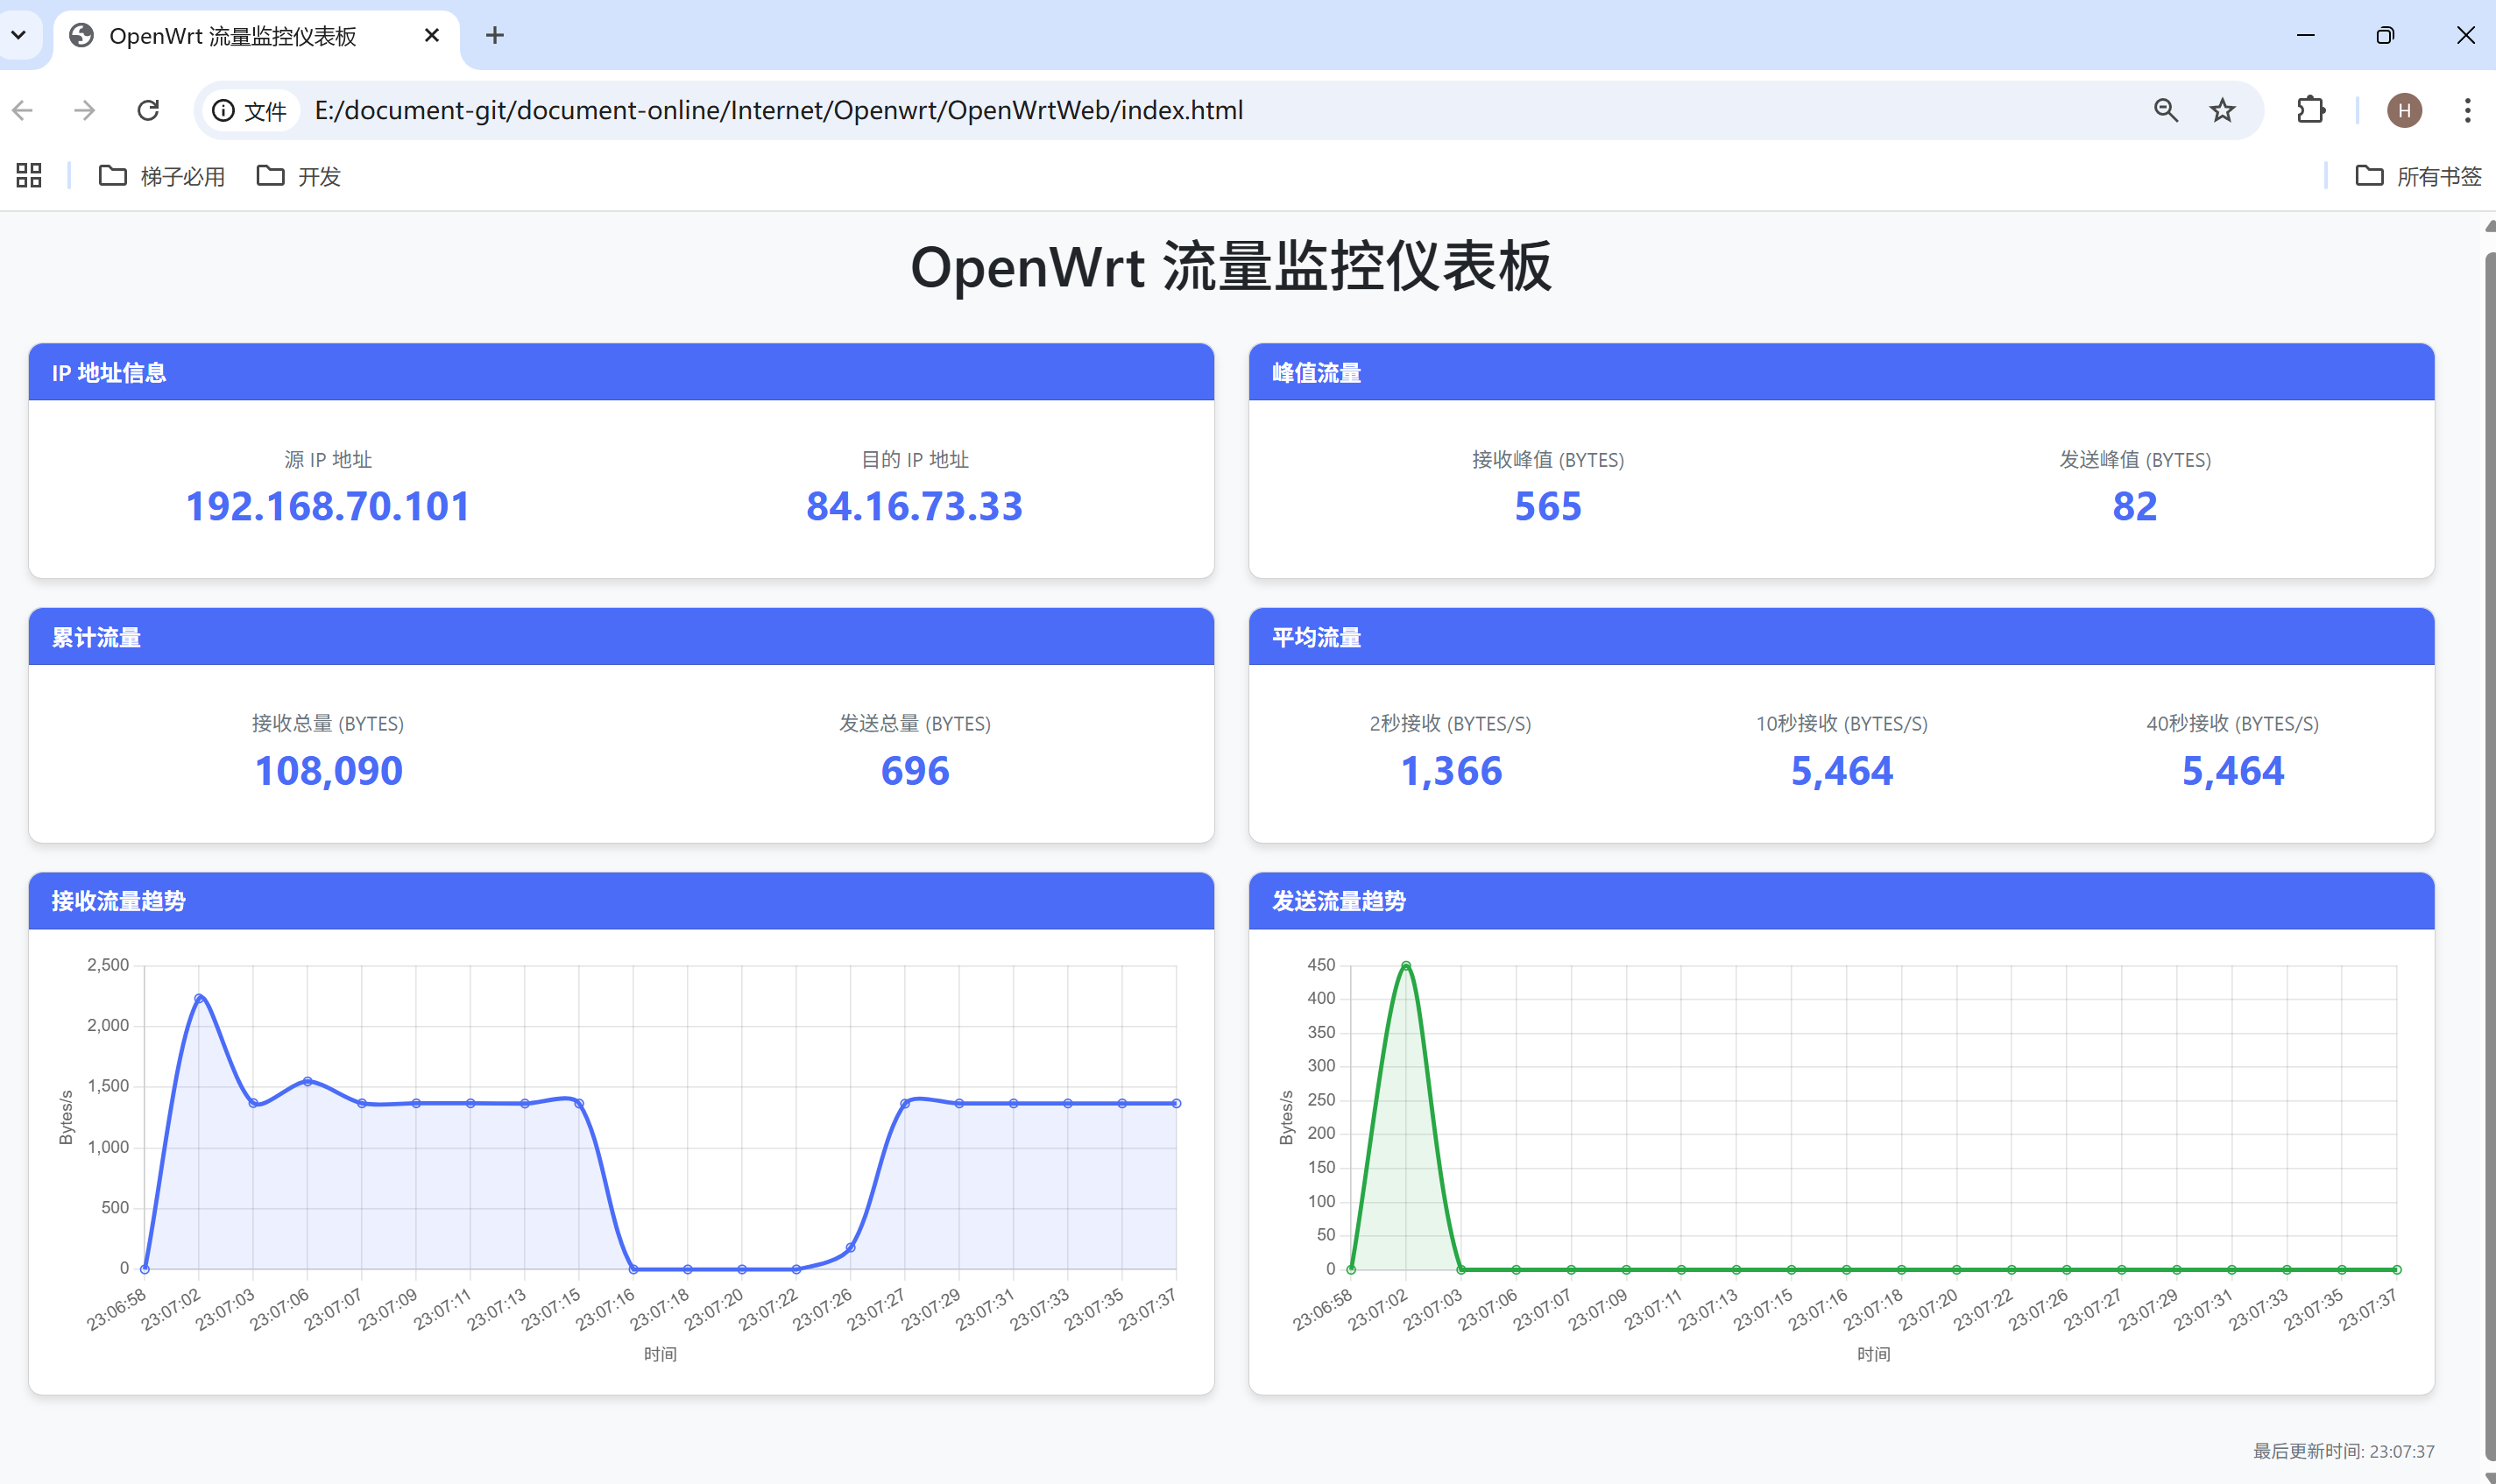 OpenWrt 流量监控仪表板
文件 E:/document-git/document-online/Internet/Openwrt/OpenWrtWeb/index.html
H
梯子必用 开发 所有书签
OpenWrt 流量监控仪表板
IP 地址信息
源 IP 地址 目的 IP 地址
192.168.70.101 84.16.73.33
峰值流量
接收峰值 (BYTES) 发送峰值 (BYTES)
565 82
累计流量
接收总量 (BYTES) 发送总量 (BYTES)
108,090 696
平均流量
2秒接收 (BYTES/S) 10秒接收 (BYTES/S) 40秒接收 (BYTES/S)
1,366 5,464 5,464
接收流量趋势
2,500
2,000
1,500
1,000
500
0
Bytes/s
23:06:58 23:07:02 23:07:03 23:07:06 23:07:07 23:07:09 23:07:11 23:07:13 23:07:15 23:07:16 23:07:18 23:07:20 23:07:22 23:07:26 23:07:27 23:07:29 23:07:31 23:07:33 23:07:35 23:07:37
时间
发送流量趋势
450
400
350
300
250
200
150
100
50
0
Bytes/s
23:06:58 23:07:02 23:07:03 23:07:06 23:07:07 23:07:09 23:07:11 23:07:13 23:07:15 23:07:16 23:07:18 23:07:20 23:07:22 23:07:26 23:07:27 23:07:29 23:07:31 23:07:33 23:07:35 23:07:37
时间
最后更新时间: 23:07:37